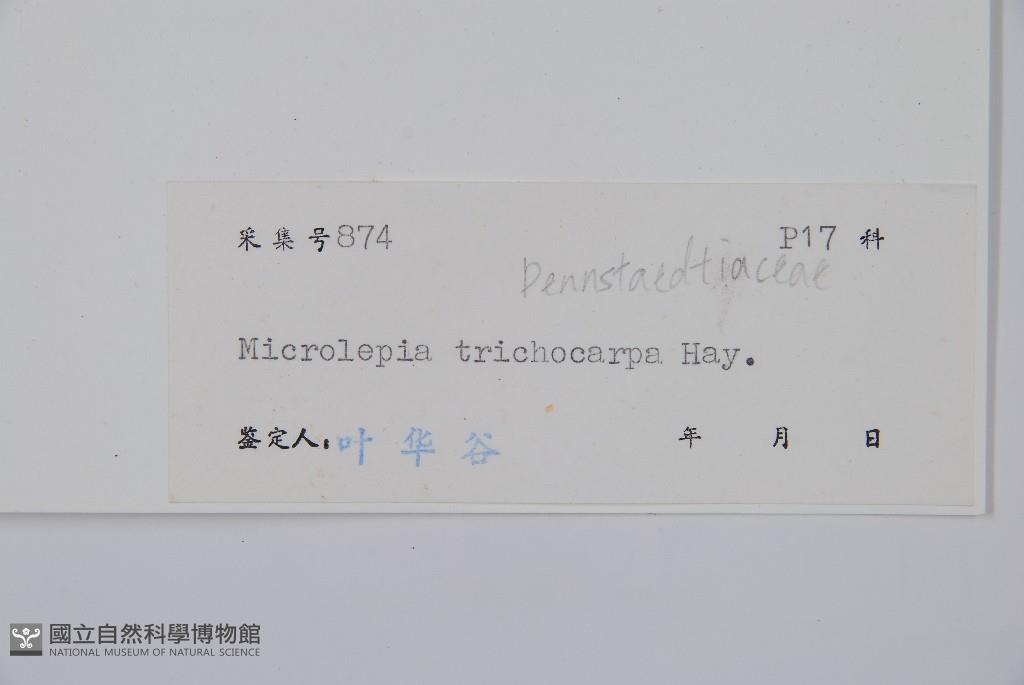 采集号874 P17 科
Dennstaedtiaceae
Microlepia trichocarpa Hay.
鉴定人: 叶华谷 年 月 日
國立自然科學博物館
NATIONAL MUSEUM OF NATURAL SCIENCE